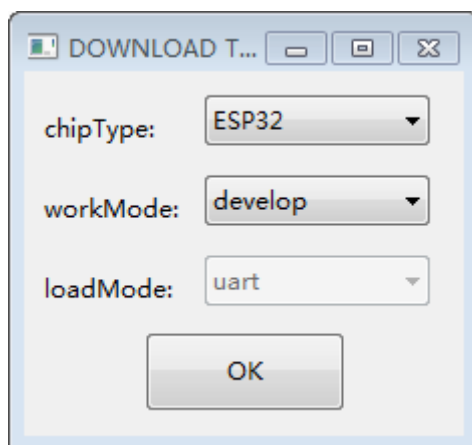 DOWNLOAD T...
chipType: ESP32
workMode: develop
loadMode: uart
OK